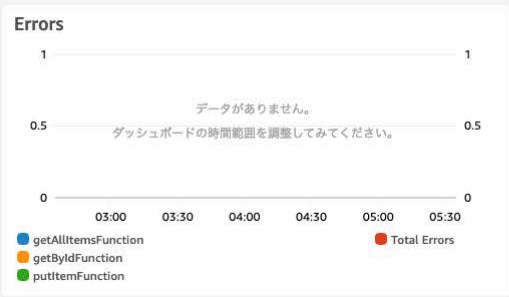 Errors
1
1
データがありません。
0.5
0.5
ダッシュボードの時間範囲を調整してみてください。
0
0
03:00 03:30 04:00 04:30 05:00 05:30
getAllItemsFunction
Total Errors
getByIdFunction
putItemFunction